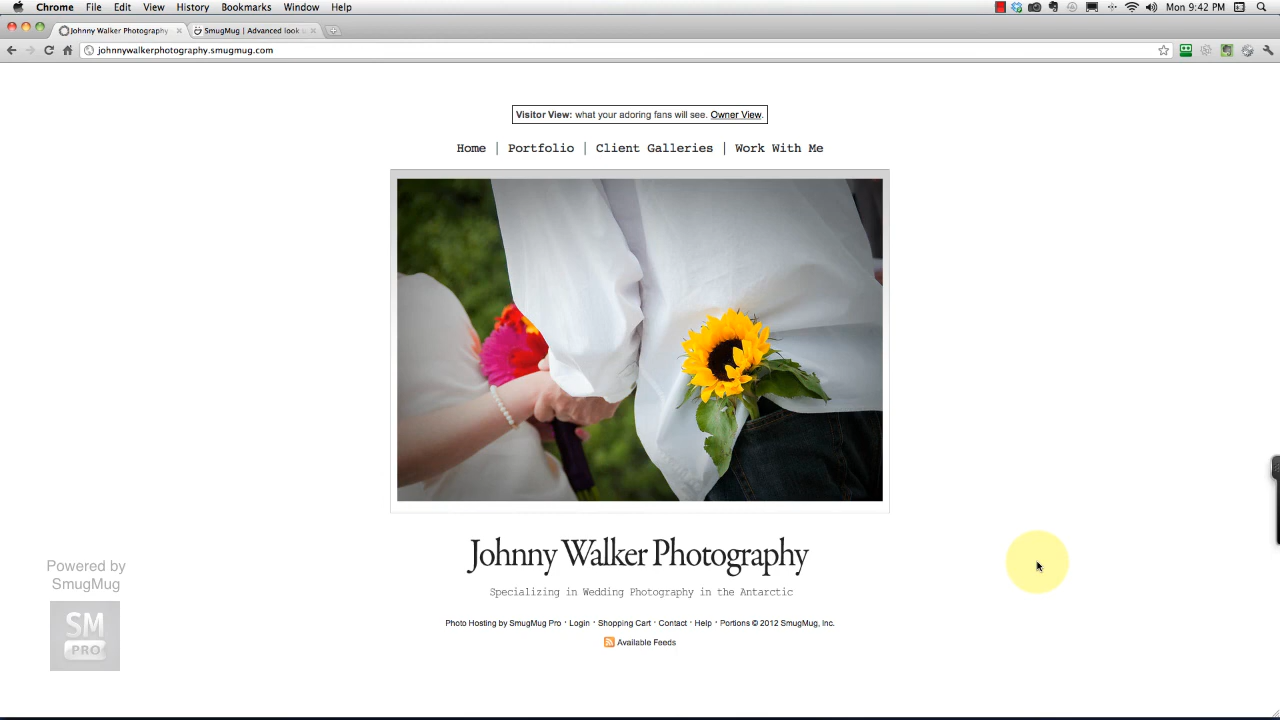 Chrome File Edit View History Bookmarks Window Help Mon 9:42 PM
Johnny Walker Photography SmugMug | Advanced look
johnnywalkerphotography.smugmug.com
Visitor View: what your adoring fans will see. Owner View.
Home | Portfolio | Client Galleries | Work With Me
Johnny Walker Photography
Specializing in Wedding Photography in the Antarctic
Powered by
SmugMug
SM
PRO
Photo Hosting by SmugMug Pro · Login · Shopping Cart · Contact · Help · Portions © 2012 SmugMug, Inc.
Available Feeds